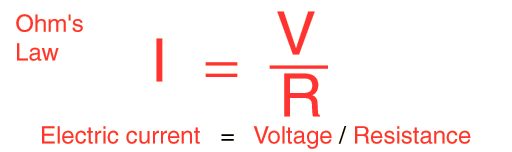 Ohm's
Law
I = V
R
Electric current = Voltage / Resistance